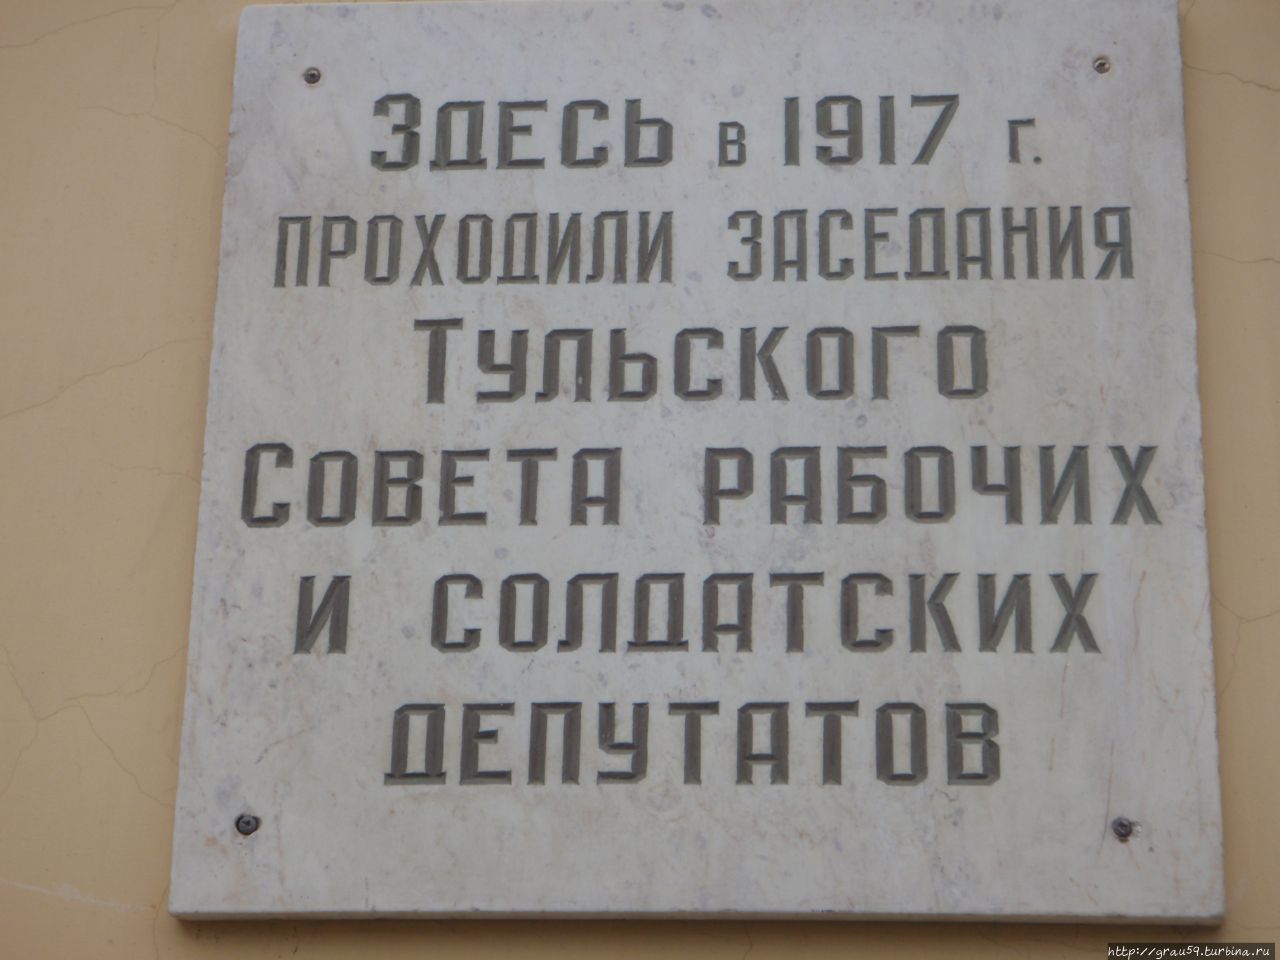 Здесь в 1917 г.
проходили заседания
Тульского
Совета рабочих
и солдатских
депутатов
http://grau59.turbina.ru